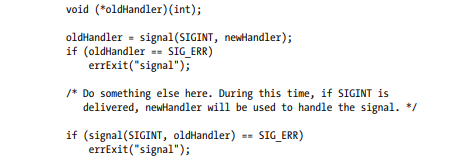 void (*oldHandler)(int);
oldHandler = signal(SIGINT, newHandler);
if (oldHandler == SIG_ERR)
errExit("signal");
/* Do something else here. During this time, if SIGINT is
delivered, newHandler will be used to handle the signal. */
if (signal(SIGINT, oldHandler) == SIG_ERR)
errExit("signal");